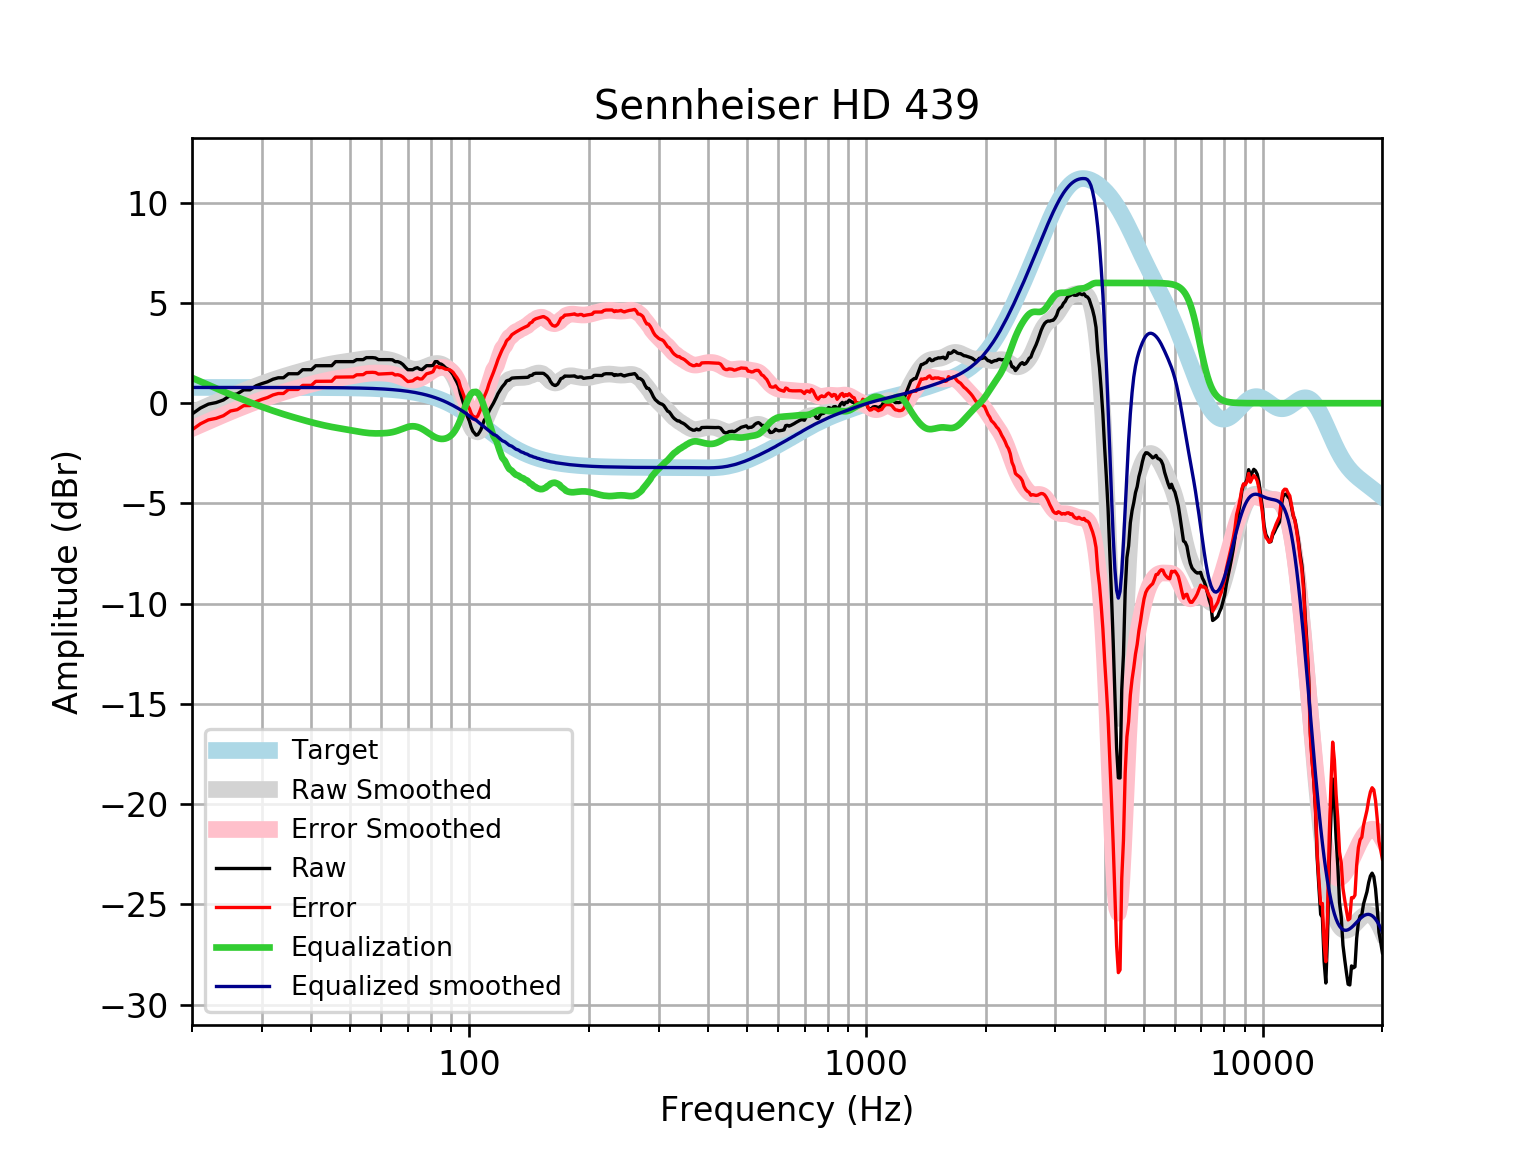 Sennheiser HD 439
10
5
0
−5
−10
−15
−20
−25
−30
Amplitude (dBr)
Target
Raw Smoothed
Error Smoothed
Raw
Error
Equalization
Equalized smoothed
100
1000
10000
Frequency (Hz)